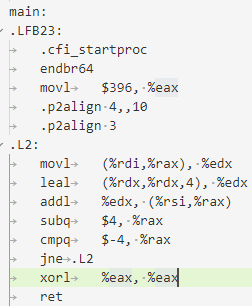 main:
.LFB23:
.cfi_startproc
endbr64
movl $396, %eax
.p2align 4,,10
.p2align 3
.L2:
movl (%rdi,%rax), %edx
leal (%rdx,%rdx,4), %edx
addl %edx, (%rsi,%rax)
subq $4, %rax
cmpq $-4, %rax
jne .L2
xorl %eax, %eax
ret